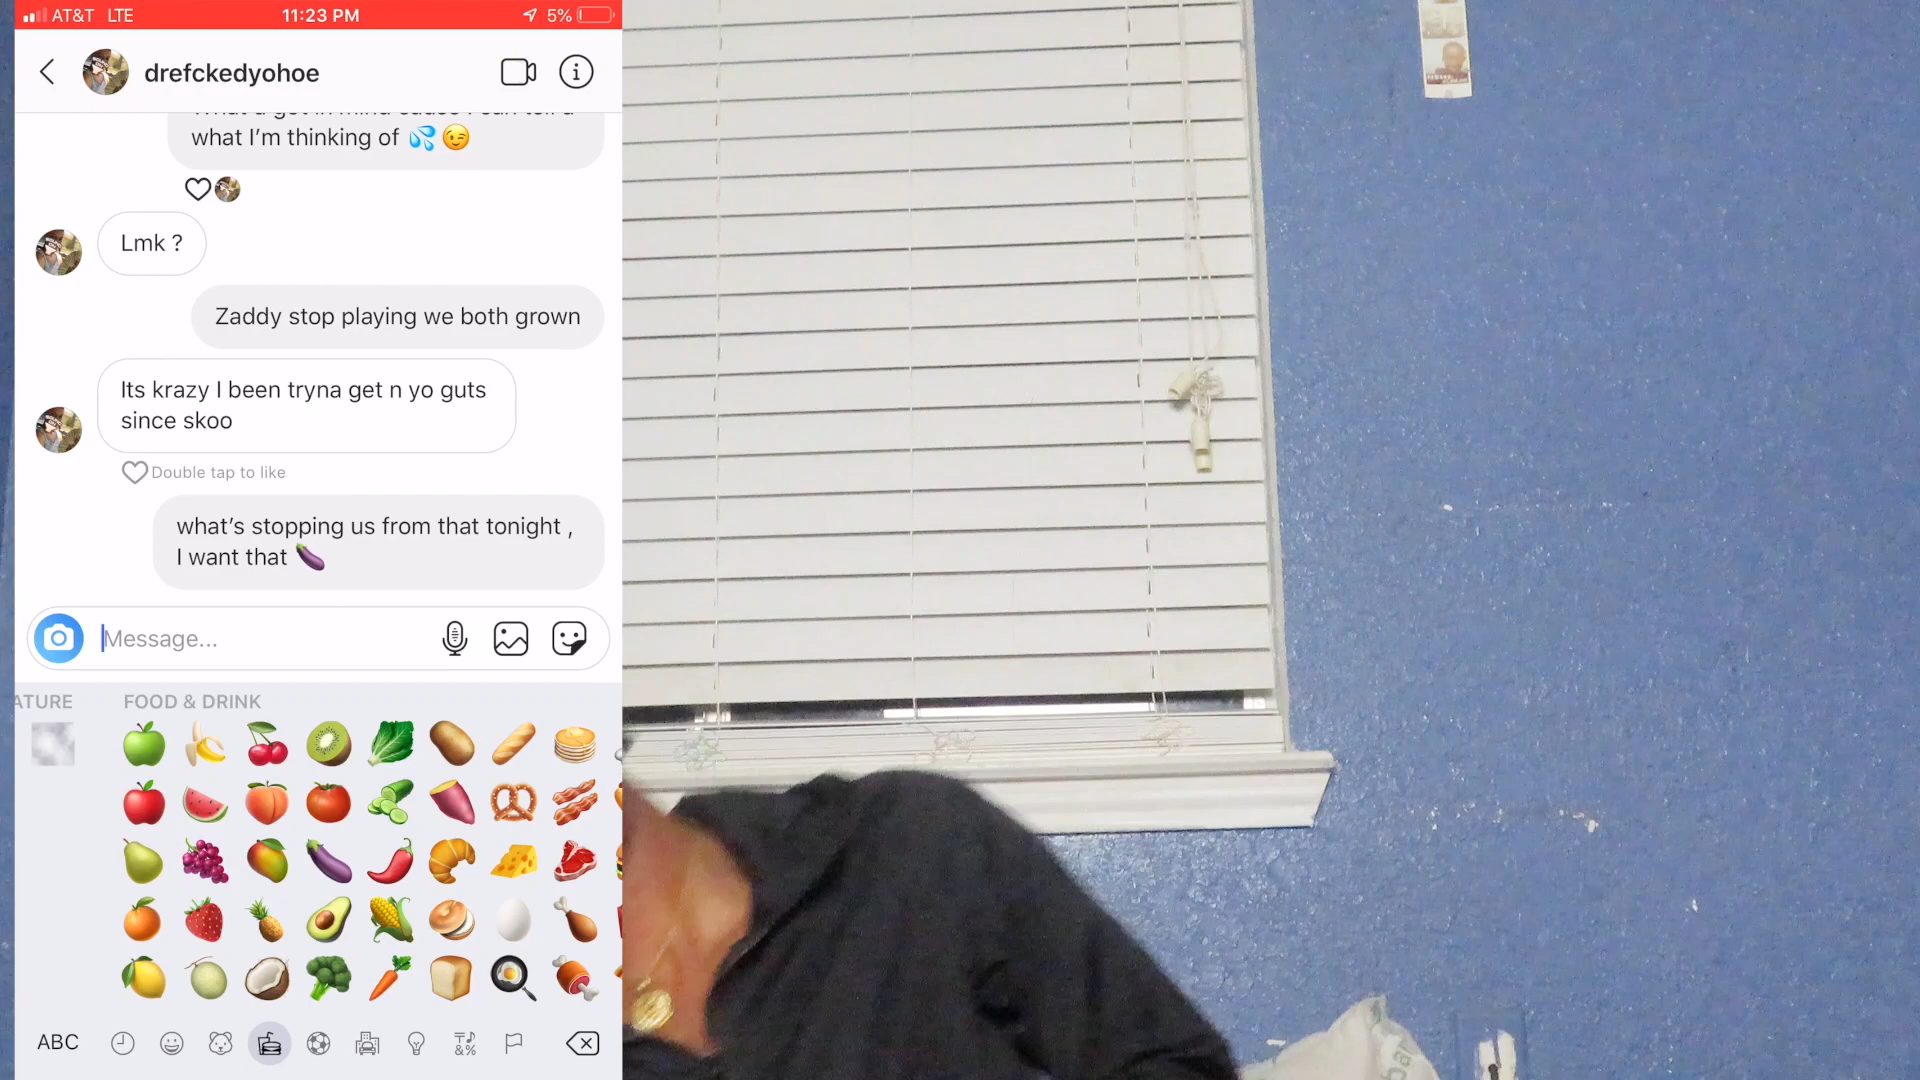 AT&T LTE 11:23 PM 5%
drefckedyohoe
what I'm thinking of 💦😉
Lmk ?
Zaddy stop playing we both grown
Its krazy I been tryna get n yo guts
since skoo
Double tap to like
what's stopping us from that tonight ,
I want that 🍆
Message...
ATURE FOOD & DRINK
ABC